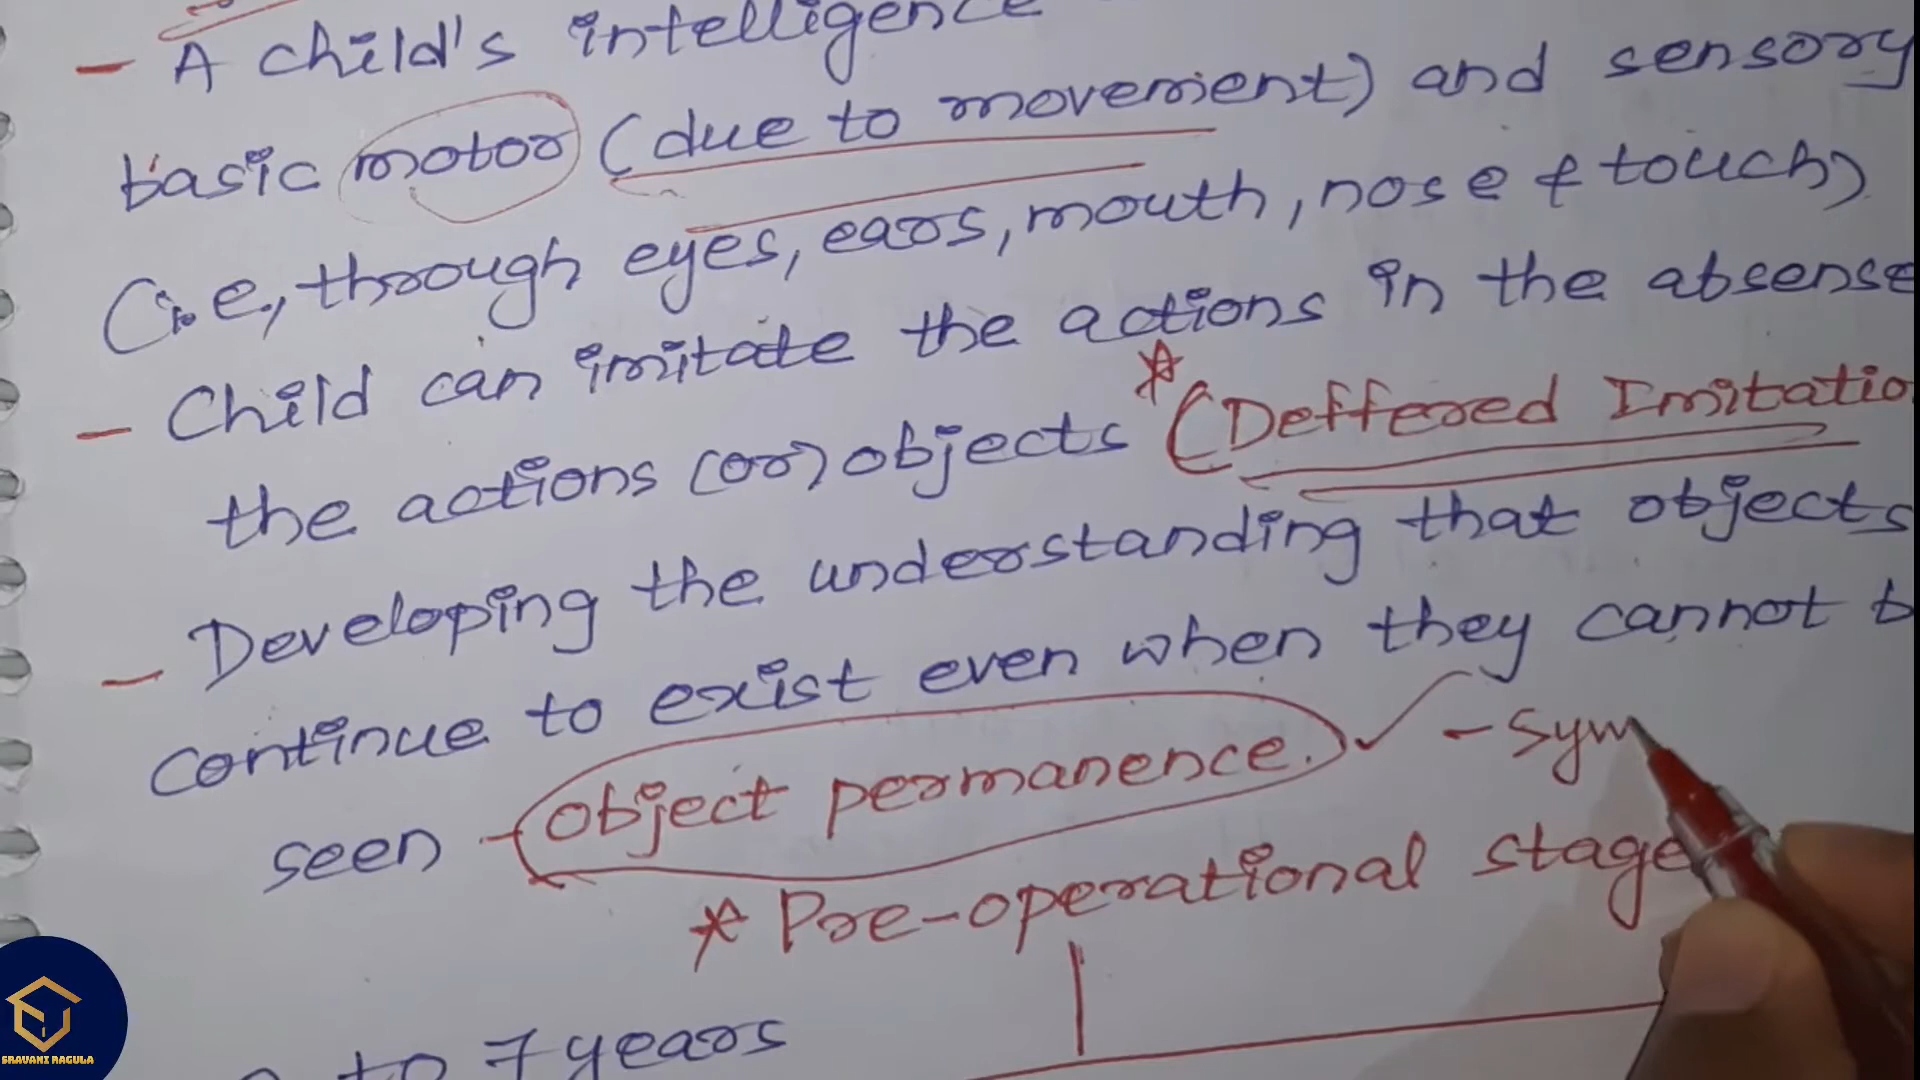 - A child's intelligence
basic motor (due to movement) and sensory
(i.e., through eyes, ears, mouth, nose & touch)
- Child can imitate the actions in the absense
the actions (or) objects * (Deffered Imitatio
- Developing the understanding that objects
continue to exist even when they cannot b
seen - object permanence. ✓ - sym
* Pre-operational stage
to 7 years
SRAVANI RAGULA